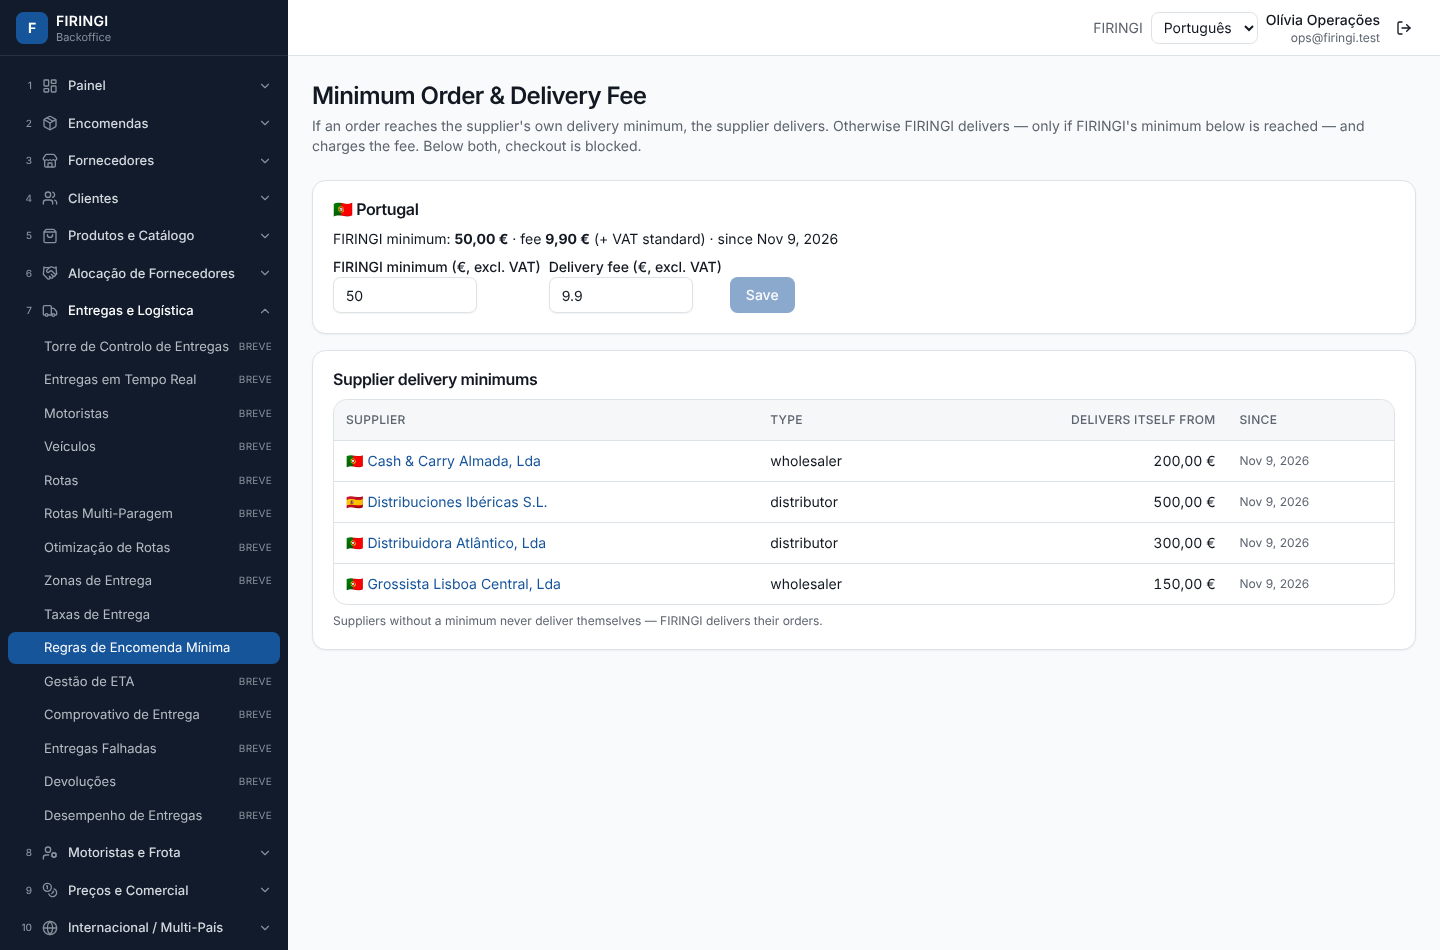 F
FIRINGI
Backoffice
FIRINGI
Português
Olívia Operações
ops@firingi.test
1 Painel
2 Encomendas
3 Fornecedores
4 Clientes
5 Produtos e Catálogo
6 Alocação de Fornecedores
7 Entregas e Logística
Torre de Controlo de Entregas BREVE
Entregas em Tempo Real BREVE
Motoristas BREVE
Veículos BREVE
Rotas BREVE
Rotas Multi-Paragem BREVE
Otimização de Rotas BREVE
Zonas de Entrega BREVE
Taxas de Entrega
Regras de Encomenda Mínima
Gestão de ETA BREVE
Comprovativo de Entrega BREVE
Entregas Falhadas BREVE
Devoluções BREVE
Desempenho de Entregas BREVE
8 Motoristas e Frota
9 Preços e Comercial
10 Internacional / Multi-País
Minimum Order & Delivery Fee
If an order reaches the supplier's own delivery minimum, the supplier delivers. Otherwise FIRINGI delivers — only if FIRINGI's minimum below is reached — and
charges the fee. Below both, checkout is blocked.
🇵🇹 Portugal
FIRINGI minimum: 50,00 € · fee 9,90 € (+ VAT standard) · since Nov 9, 2026
FIRINGI minimum (€, excl. VAT) Delivery fee (€, excl. VAT)
50 9.9 Save
Supplier delivery minimums
SUPPLIER TYPE DELIVERS ITSELF FROM SINCE
🇵🇹 Cash & Carry Almada, Lda wholesaler 200,00 € Nov 9, 2026
🇪🇸 Distribuciones Ibéricas S.L. distributor 500,00 € Nov 9, 2026
🇵🇹 Distribuidora Atlântico, Lda distributor 300,00 € Nov 9, 2026
🇵🇹 Grossista Lisboa Central, Lda wholesaler 150,00 € Nov 9, 2026
Suppliers without a minimum never deliver themselves — FIRINGI delivers their orders.